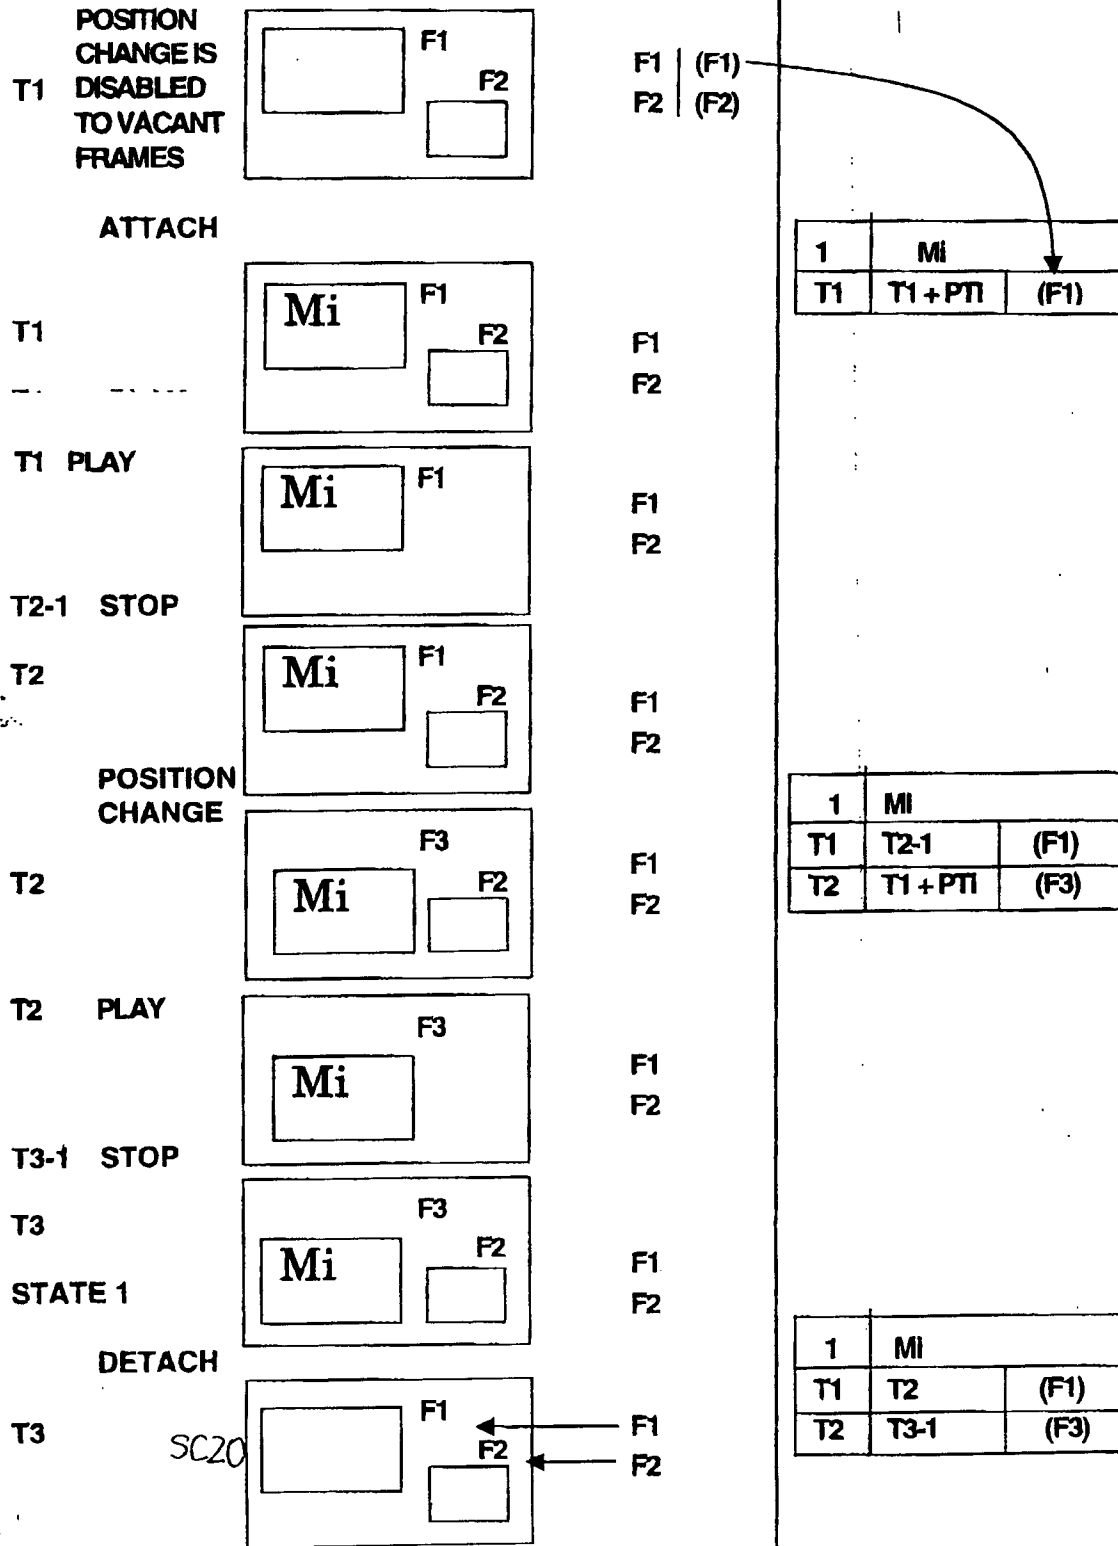 POSITION
CHANGE IS
T1 DISABLED
TO VACANT
FRAMES
F1
F2
F1 (F1)
F2 (F2)
ATTACH
1 Mi
T1 T1 + PTi (F1)
T1
Mi F1
F2
F1
F2
T1 PLAY
Mi F1
F1
F2
T2-1 STOP
T2
Mi F1
F2
F1
F2
POSITION
CHANGE
1 Mi
T1 T2-1 (F1)
T2 T1 + PTi (F3)
T2
F3
Mi F2
F1
F2
T2 PLAY
F3
Mi
F1
F2
T3-1 STOP
T3
F3
Mi F2
F1
F2
STATE 1
DETACH
1 Mi
T1 T2 (F1)
T2 T3-1 (F3)
T3
SC20
F1
F2
F1
F2